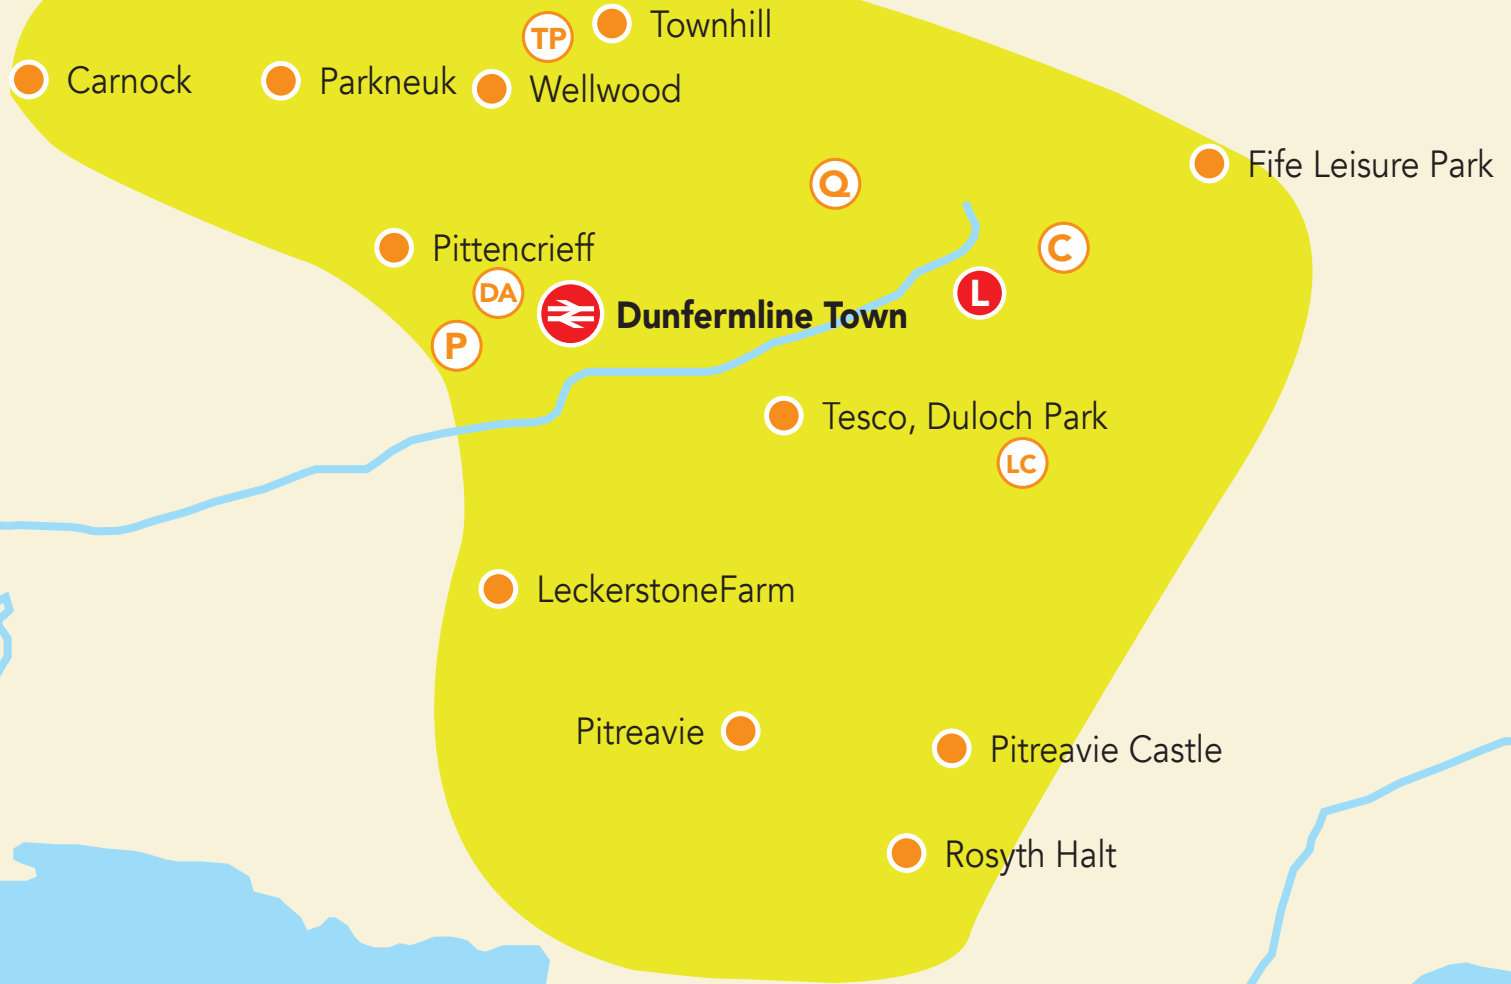 Townhill
TP
Carnock
Parkneuk
Wellwood
Fife Leisure Park
Q
Pittencrieff
C
DA
L
Dunfermline Town
P
Tesco, Duloch Park
LC
LeckerstoneFarm
Pitreavie
Pitreavie Castle
Rosyth Halt